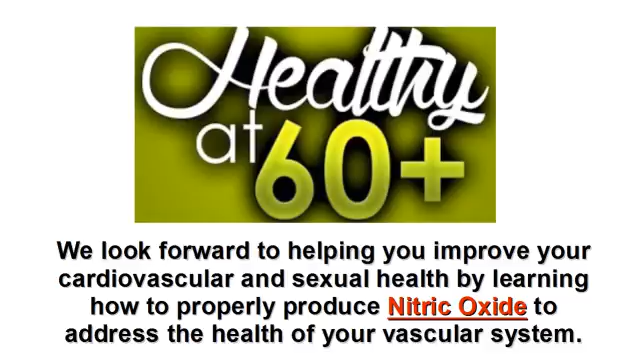 Healthy
at 60+
We look forward to helping you improve your
cardiovascular and sexual health by learning
how to properly produce Nitric Oxide to
address the health of your vascular system.